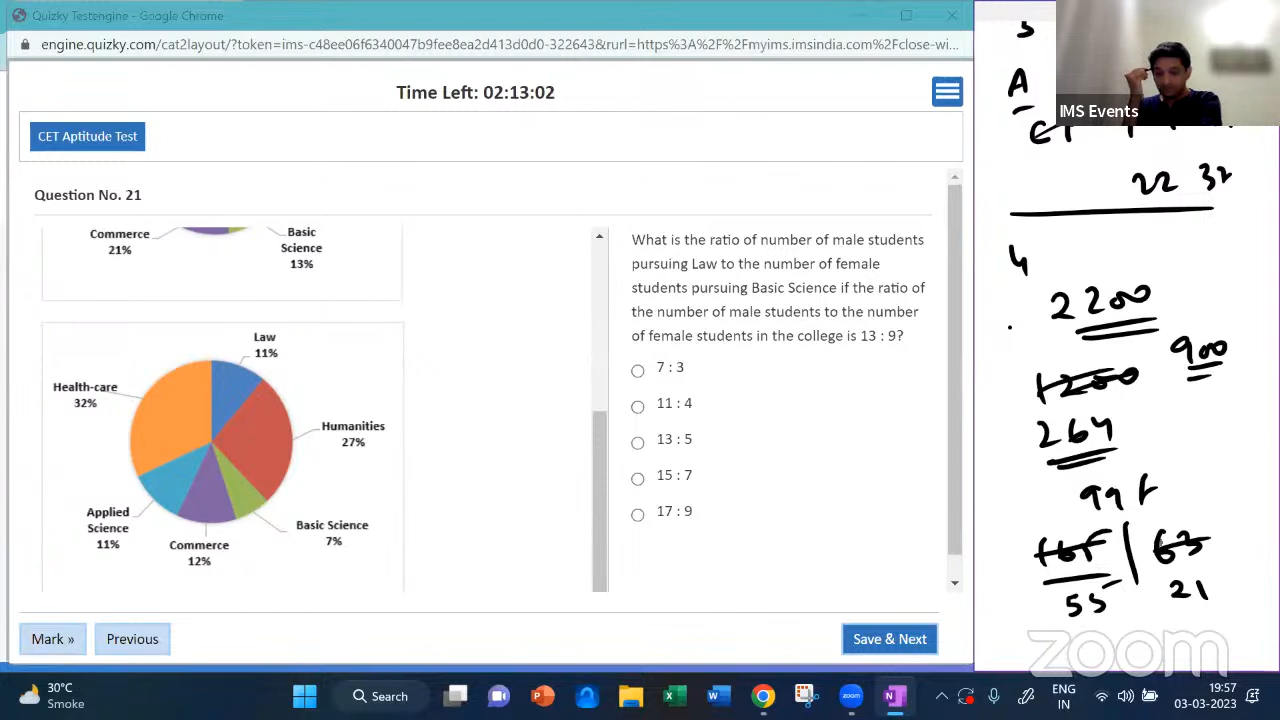 Quizky Testengine - Google Chrome
engine.quizky.com/cat2layout/?token=ims-c48ee06f6340047b9fee8ea2d413d0d0-322643&rurl=https%3A%2F%2Fmyims.imsindia.com%2Fclose-wi...
Time Left: 02:13:02
CET Aptitude Test
Question No. 21
Commerce
21%
Basic
Science
13%
Law
11%
Health-care
32%
Humanities
27%
Applied
Science
11%
Basic Science
7%
Commerce
12%
What is the ratio of number of male students
pursuing Law to the number of female
students pursuing Basic Science if the ratio of
the number of male students to the number
of female students in the college is 13 : 9?
7 : 3
11 : 4
13 : 5
15 : 7
17 : 9
Mark »
Previous
Save & Next
IMS Events
A
22 32
4
2200
900
1200
264
99 F
165 63
55 21
zoom
30°C
Smoke
Search
ENG
IN
19:57
03-03-2023